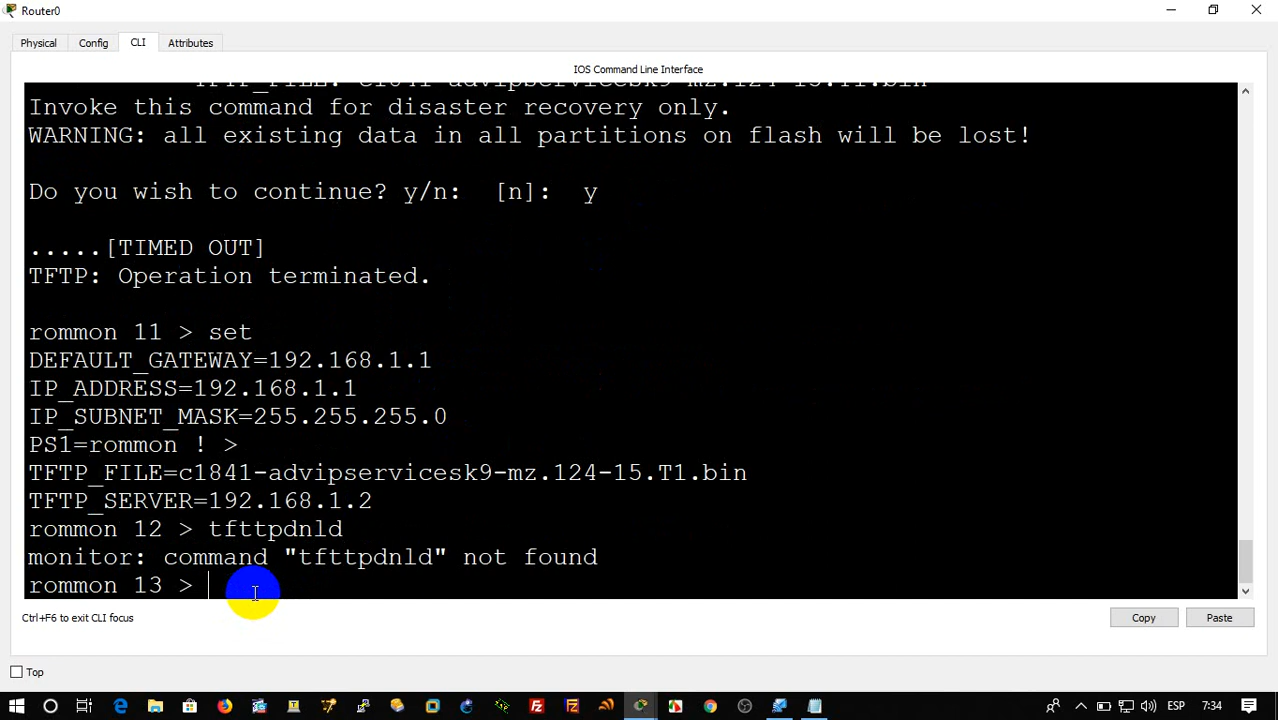 Router0
Physical
Config
CLI
Attributes
IOS Command Line Interface
TFTP_FILE: c1841-advipservicesk9-mz.124-15.T1.bin
Invoke this command for disaster recovery only.
WARNING: all existing data in all partitions on flash will be lost!
Do you wish to continue? y/n:  [n]:  y
.....[TIMED OUT]
TFTP: Operation terminated.
rommon 11 > set
DEFAULT_GATEWAY=192.168.1.1
IP_ADDRESS=192.168.1.1
IP_SUBNET_MASK=255.255.255.0
PS1=rommon ! >
TFTP_FILE=c1841-advipservicesk9-mz.124-15.T1.bin
TFTP_SERVER=192.168.1.2
rommon 12 > tfttpdnld
monitor: command "tfttpdnld" not found
rommon 13 >
Ctrl+F6 to exit CLI focus
Copy
Paste
Top
ESP
7:34